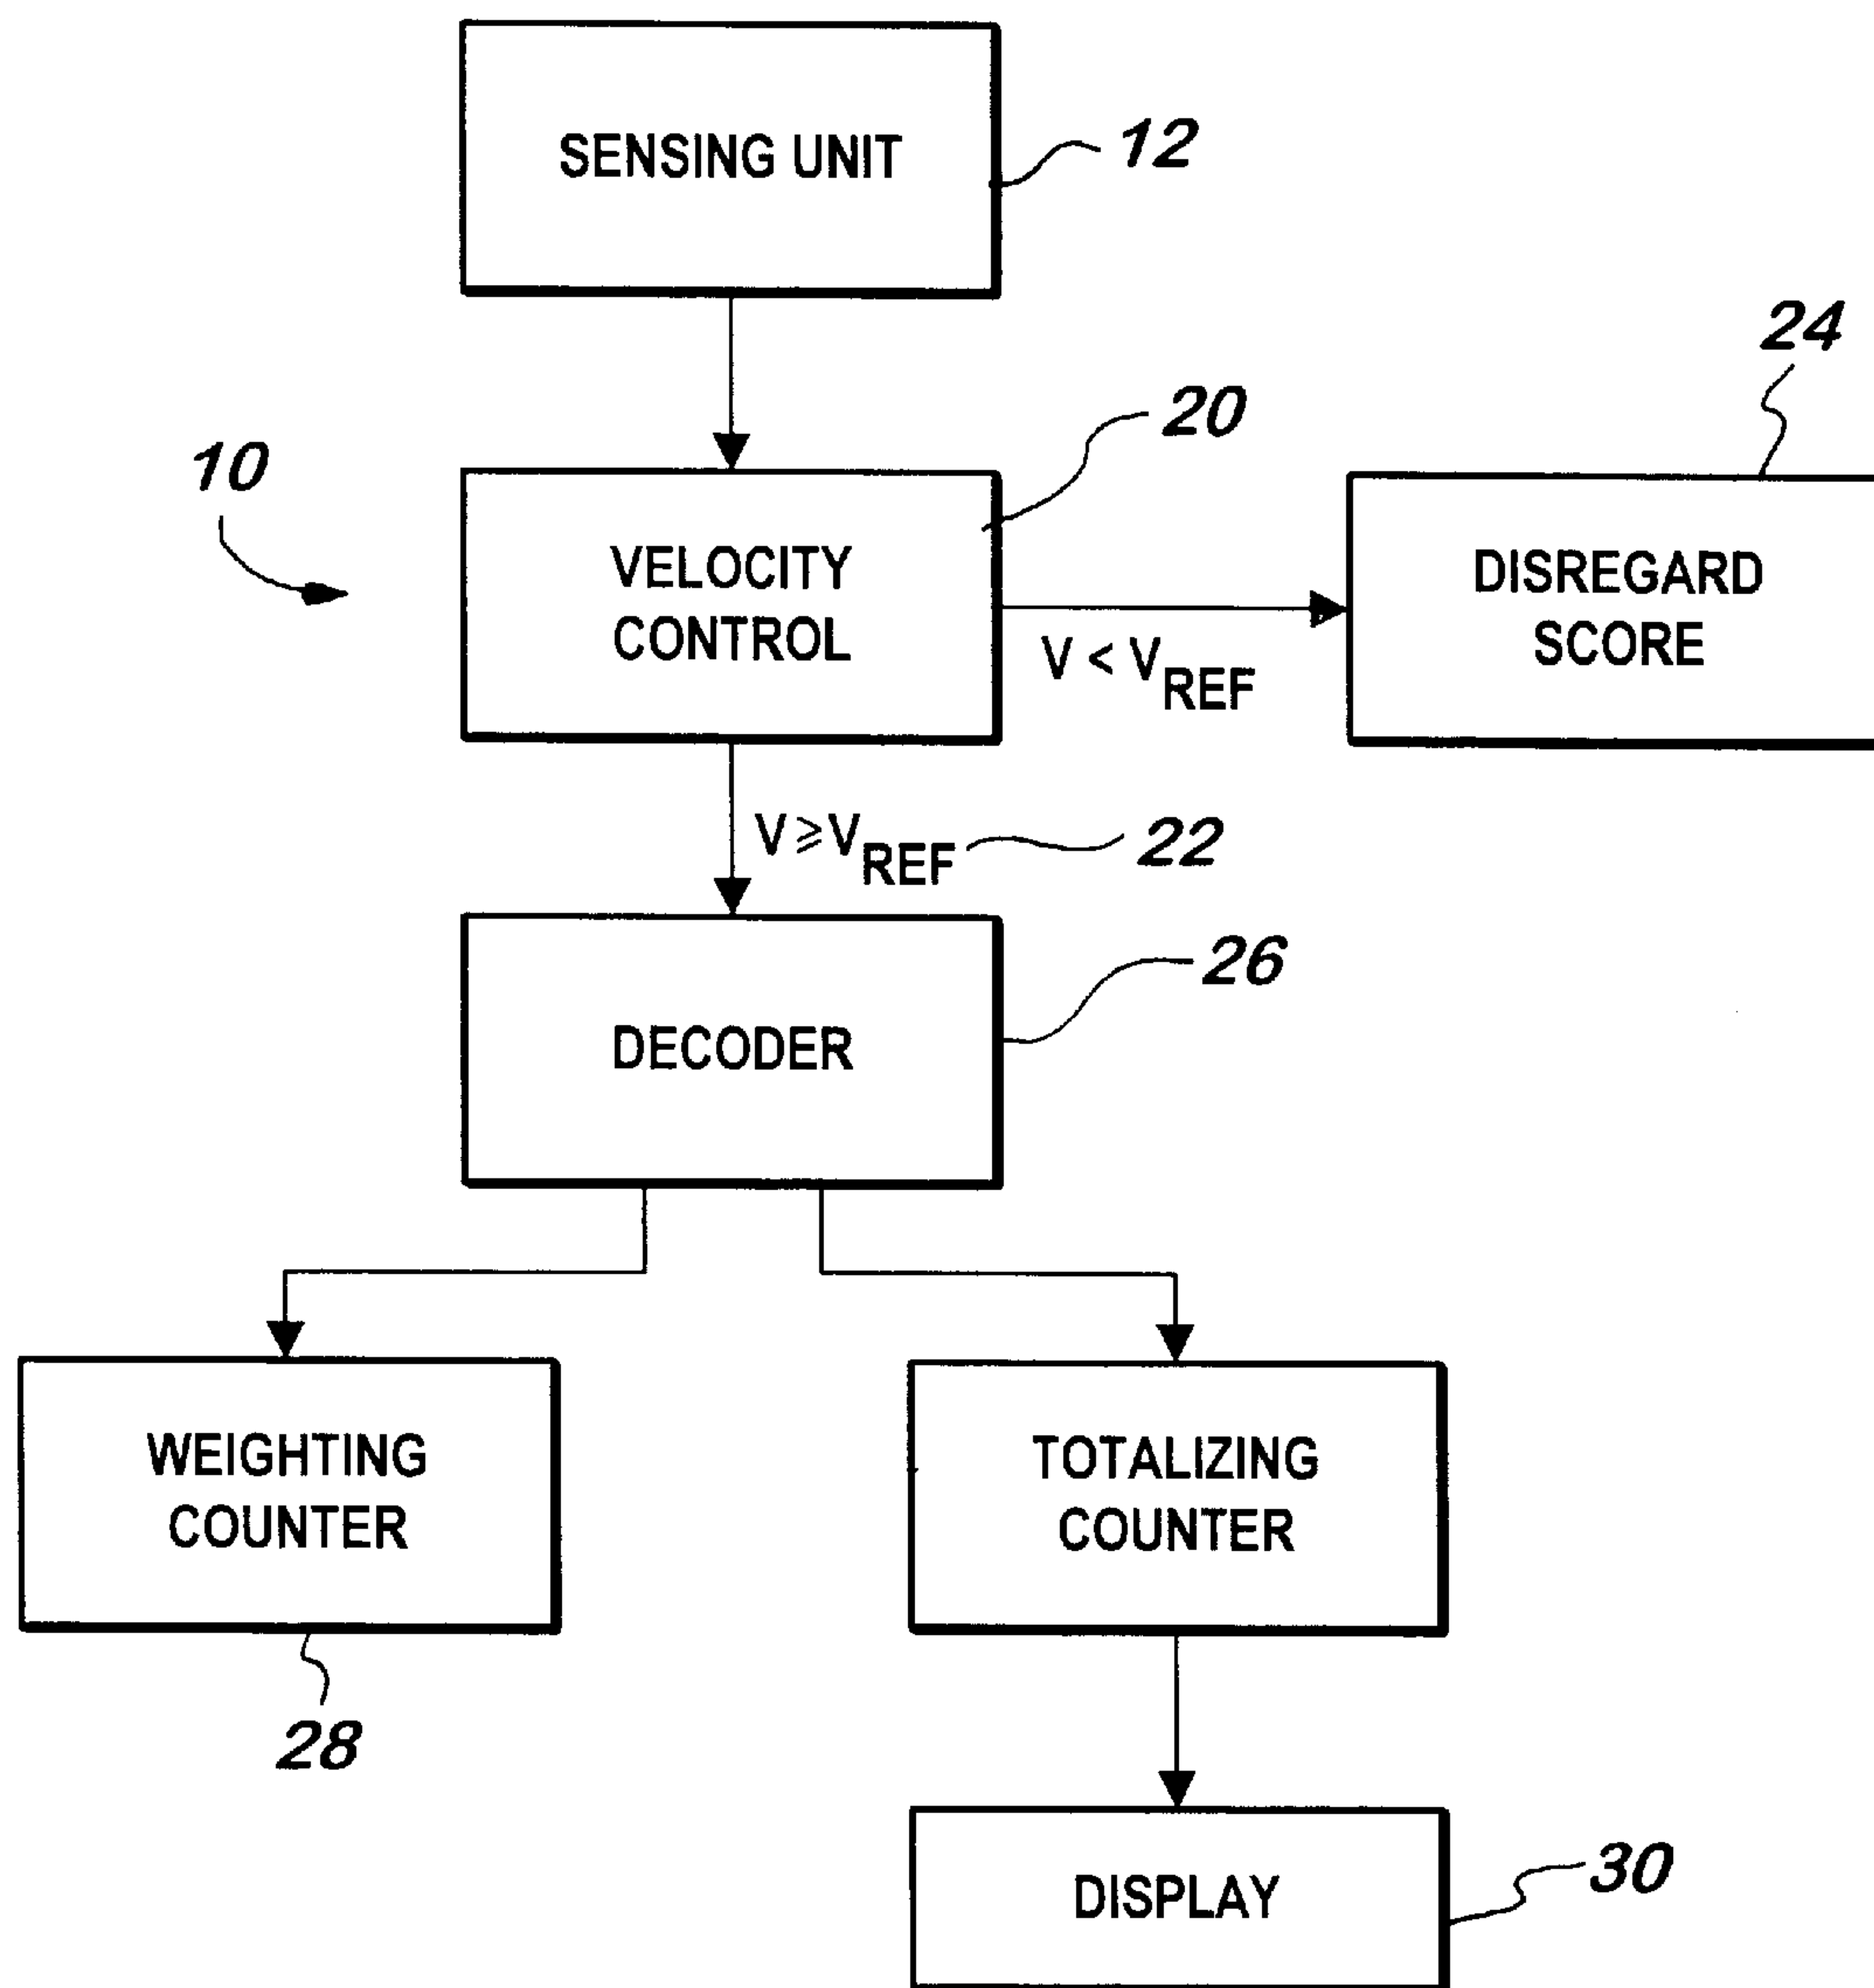 SENSING UNIT
12
24
20
10
VELOCITY
CONTROL
DISREGARD
SCORE
V < VREF
V ≥ VREF
22
26
DECODER
WEIGHTING
COUNTER
TOTALIZING
COUNTER
28
DISPLAY
30